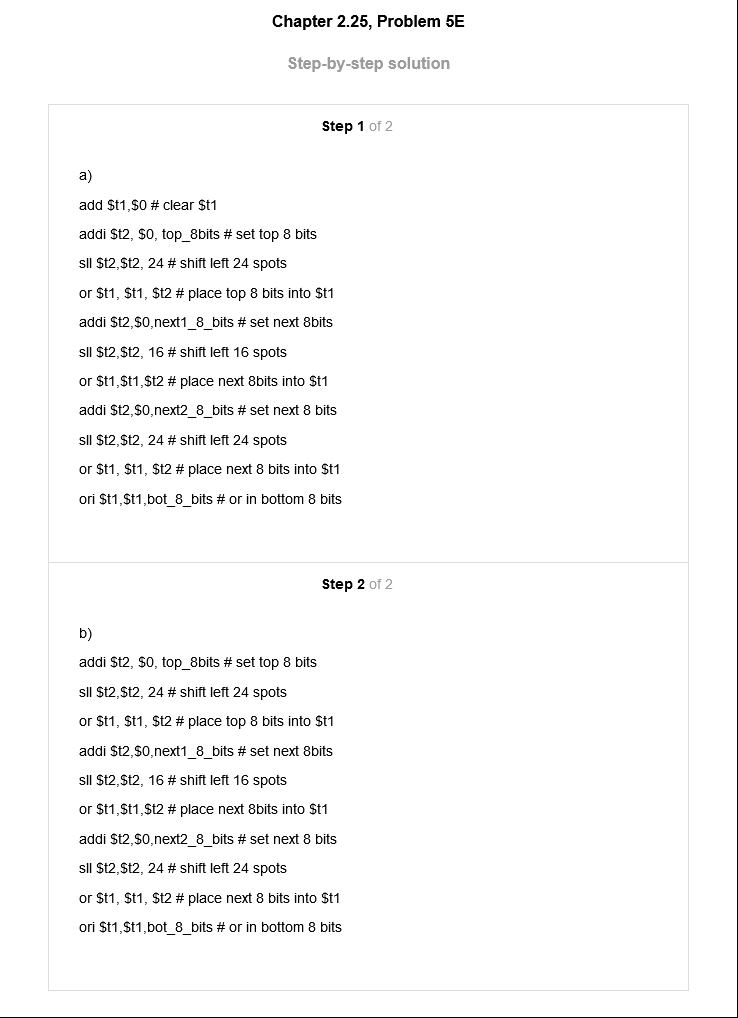 Chapter 2.25, Problem 5E
Step-by-step solution
Step 1 of 2
a)
add $t1,$0 # clear $t1
addi $t2, $0, top_8bits # set top 8 bits
sll $t2,$t2, 24 # shift left 24 spots
or $t1, $t1, $t2 # place top 8 bits into $t1
addi $t2,$0,next1_8_bits # set next 8bits
sll $t2,$t2, 16 # shift left 16 spots
or $t1,$t1,$t2 # place next 8bits into $t1
addi $t2,$0,next2_8_bits # set next 8 bits
sll $t2,$t2, 24 # shift left 24 spots
or $t1, $t1, $t2 # place next 8 bits into $t1
ori $t1,$t1,bot_8_bits # or in bottom 8 bits
Step 2 of 2
b)
addi $t2, $0, top_8bits # set top 8 bits
sll $t2,$t2, 24 # shift left 24 spots
or $t1, $t1, $t2 # place top 8 bits into $t1
addi $t2,$0,next1_8_bits # set next 8bits
sll $t2,$t2, 16 # shift left 16 spots
or $t1,$t1,$t2 # place next 8bits into $t1
addi $t2,$0,next2_8_bits # set next 8 bits
sll $t2,$t2, 24 # shift left 24 spots
or $t1, $t1, $t2 # place next 8 bits into $t1
ori $t1,$t1,bot_8_bits # or in bottom 8 bits